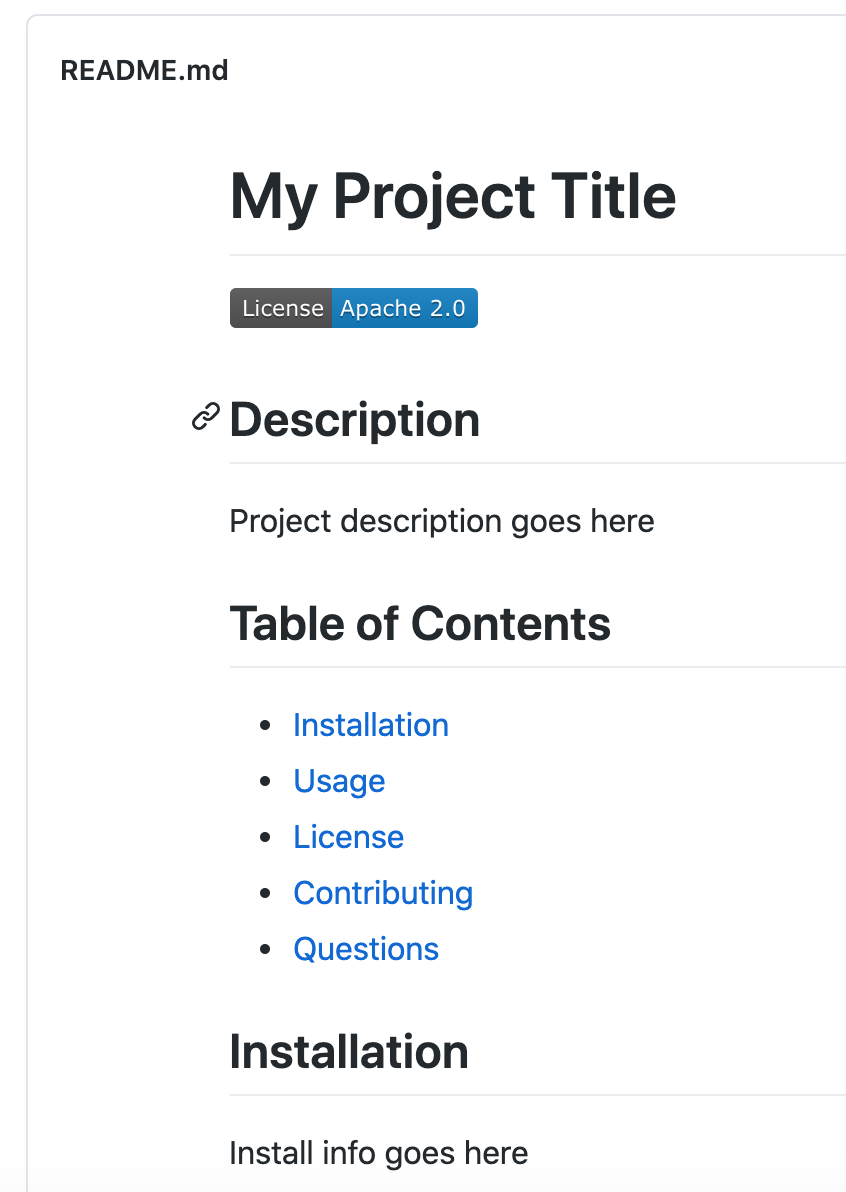 README.md
My Project Title
License Apache 2.0
Description
Project description goes here
Table of Contents
Installation
Usage
License
Contributing
Questions
Installation
Install info goes here